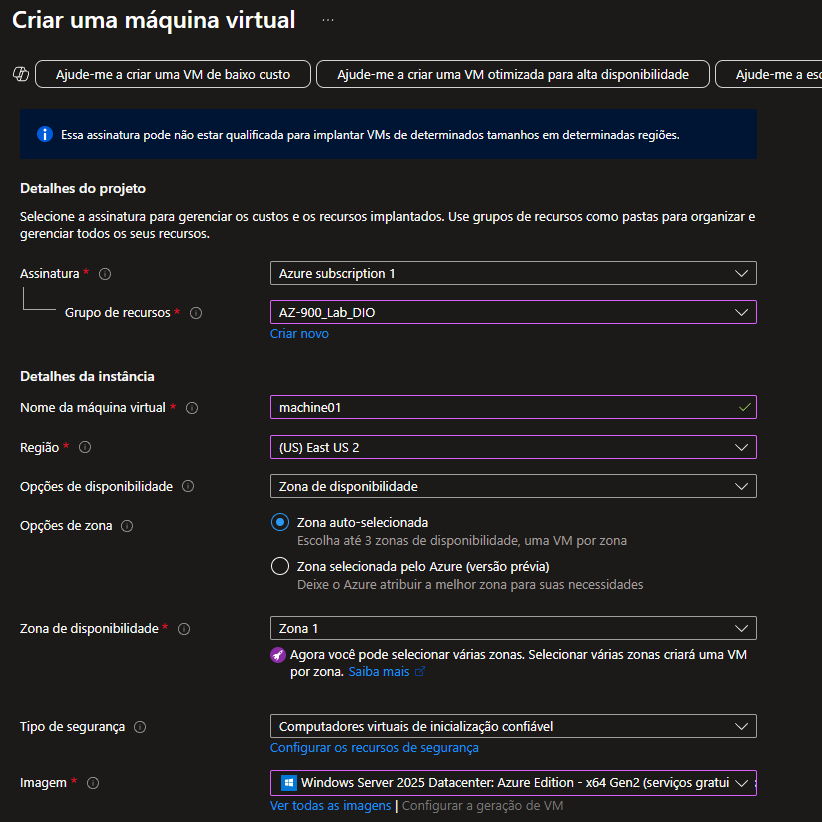 Criar uma máquina virtual ...
Ajude-me a criar uma VM de baixo custo Ajude-me a criar uma VM otimizada para alta disponibilidade Ajude-me a
Essa assinatura pode não estar qualificada para implantar VMs de determinados tamanhos em determinadas regiões.
Detalhes do projeto
Selecione a assinatura para gerenciar os custos e os recursos implantados. Use grupos de recursos como pastas para organizar e
gerenciar todos os seus recursos.
Assinatura * Azure subscription 1
Grupo de recursos * AZ-900_Lab_DIO
Criar novo
Detalhes da instância
Nome da máquina virtual * machine01
Região * (US) East US 2
Opções de disponibilidade Zona de disponibilidade
Opções de zona Zona auto-selecionada
Escolha até 3 zonas de disponibilidade, uma VM por zona
Zona selecionada pelo Azure (versão prévia)
Deixe o Azure atribuir a melhor zona para suas necessidades
Zona de disponibilidade * Zona 1
Agora você pode selecionar várias zonas. Selecionar várias zonas criará uma VM
por zona. Saiba mais
Tipo de segurança Computadores virtuais de inicialização confiável
Configurar os recursos de segurança
Imagem * Windows Server 2025 Datacenter: Azure Edition - x64 Gen2 (serviços gratui
Ver todas as imagens | Configurar a geração de VM